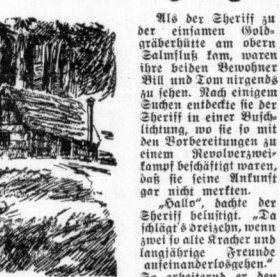 Als der Sheriff zu
der einsamen Gold-
gräberhütte am obern
Salmfluß kam, waren
ihre beiden Bewohner
Bill und Tom nirgends
zu sehen. Nach einigem
Suchen entdeckte sie der
Sheriff in einer Busch-
lichtung, wo sie so mit
den Vorbereitungen zu
einem Revolverzwei-
kampf beschäftigt waren,
daß sie seine Ankunft
gar nicht merkten.
„Hallo“, dachte der
Sheriff belustigt. „Da
schlägt's dreizehn, wenn
zwei so alte Kracher und
langjährige Freunde
aufeinanderlosgehen.“